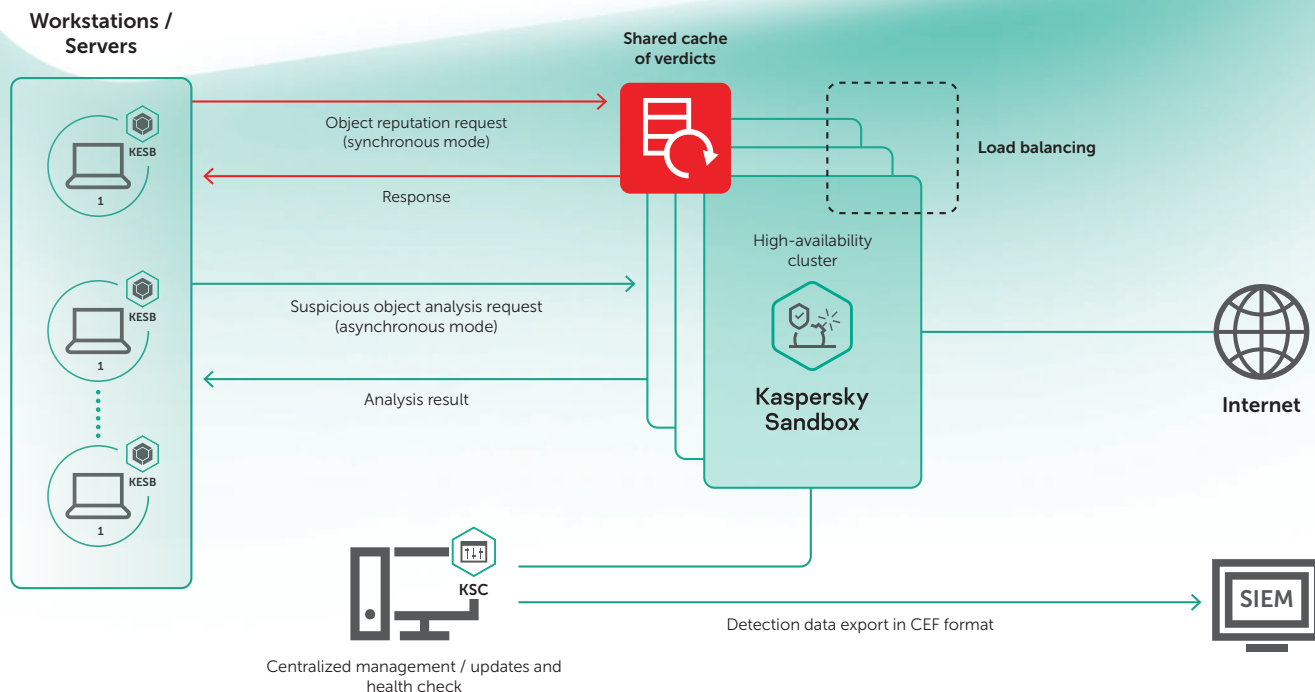 Workstations /
Servers
KESB
1
KESB
1
KESB
1
Object reputation request
(synchronous mode)
Response
Suspicious object analysis request
(asynchronous mode)
Analysis result
Shared cache
of verdicts
Load balancing
High-availability
cluster
Kaspersky
Sandbox
Internet
KSC
Centralized management / updates and
health check
Detection data export in CEF format
SIEM